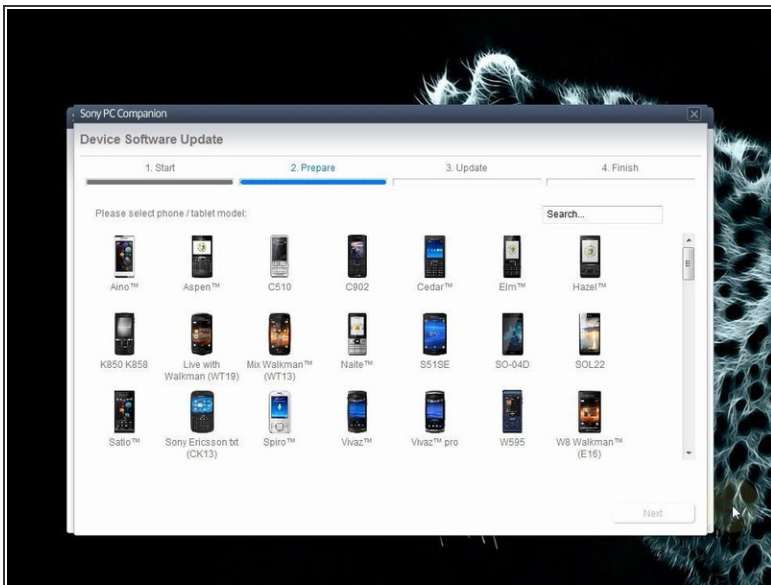 Sony PC Companion
Device Software Update
1. Start
2. Prepare
3. Update
4. Finish
Please select phone / tablet model:
Search...
Aino™
Aspen™
C510
C902
Cedar™
Elm™
Hazel™
K850 K858
Live with
Walkman (WT19)
Mix Walkman™
(WT13)
Naite™
S51SE
SO-04D
SOL22
Satio™
Sony Ericsson txt
(CK13)
Spiro™
Vivaz™
Vivaz™ pro
W595
W8 Walkman™
(E16)
Next